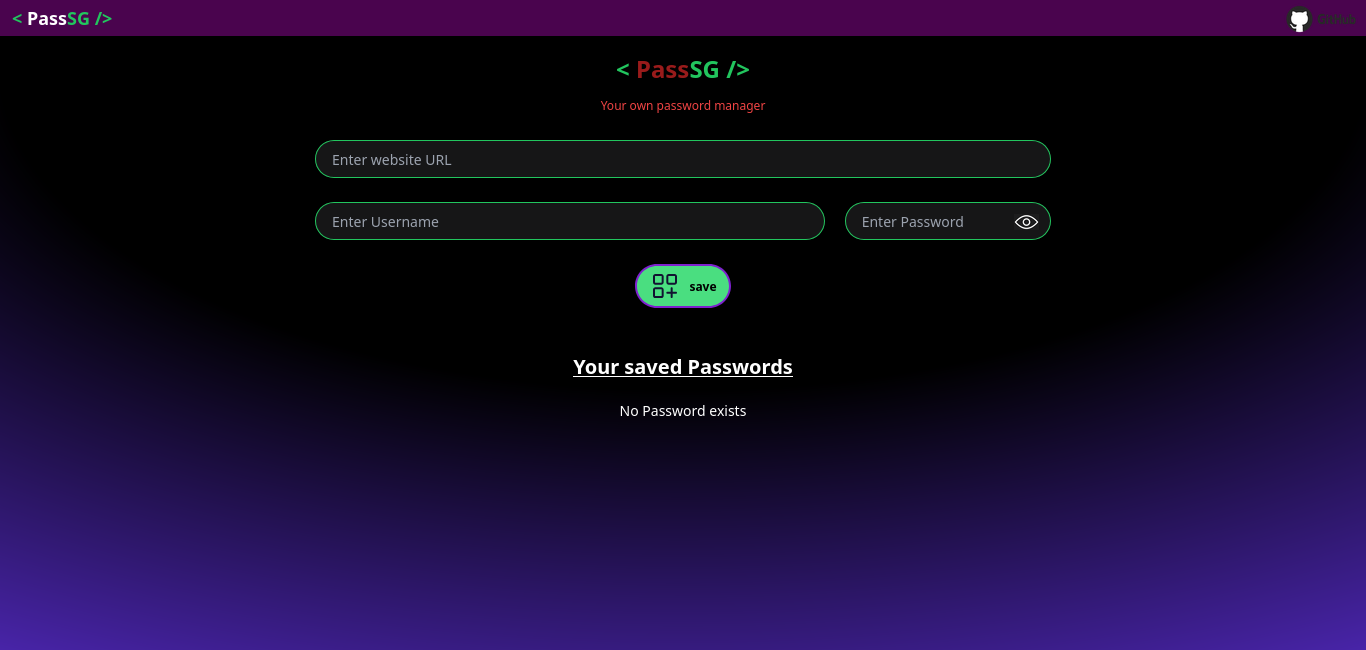 < PassSG />
GitHub
< PassSG />
Your own password manager
Enter website URL
Enter Username
Enter Password
save
Your saved Passwords
No Password exists